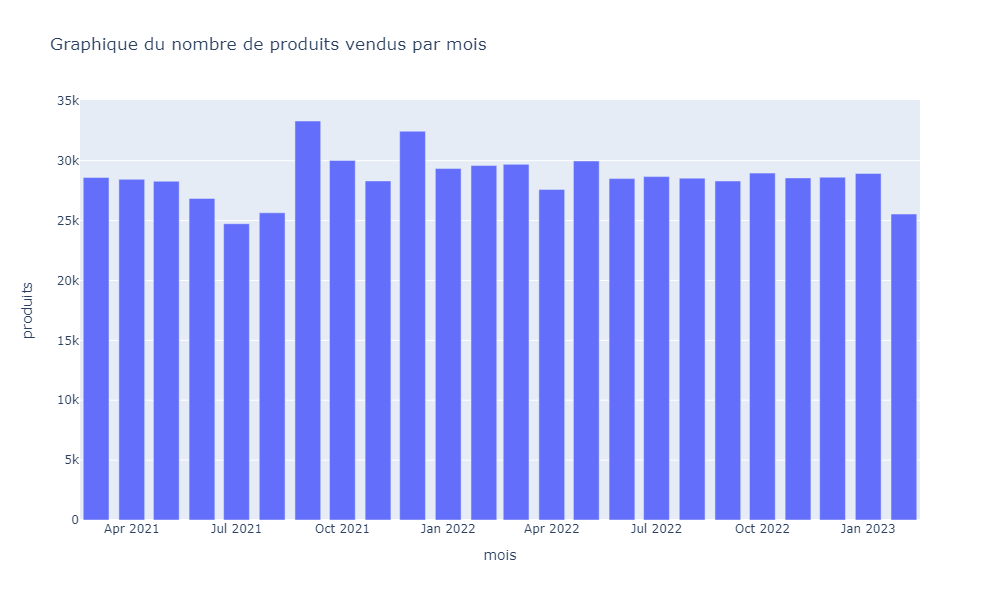 Graphique du nombre de produits vendus par mois
35k
30k
25k
20k
15k
10k
5k
0
produits
Apr 2021 Jul 2021 Oct 2021 Jan 2022 Apr 2022 Jul 2022 Oct 2022 Jan 2023
mois